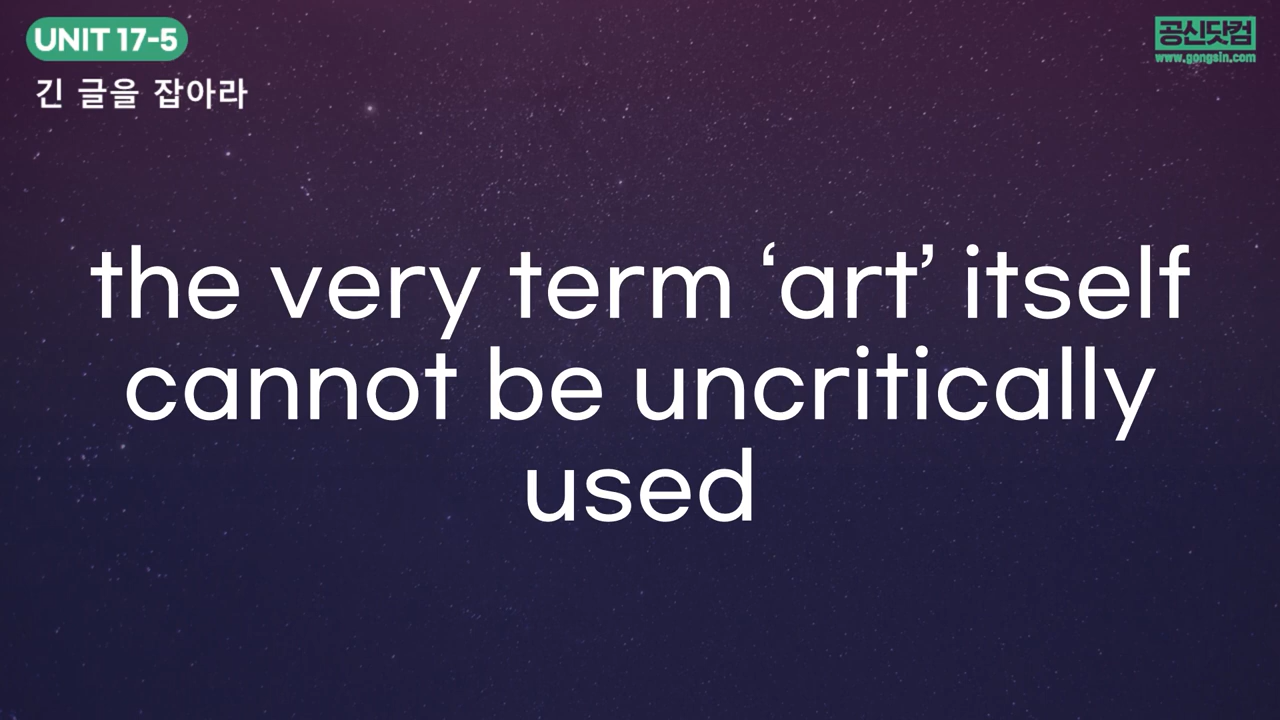 UNIT 17-5
긴 글을 잡아라
공신닷컴
www.gongsin.com
the very term ‘art’ itself
cannot be uncritically
used